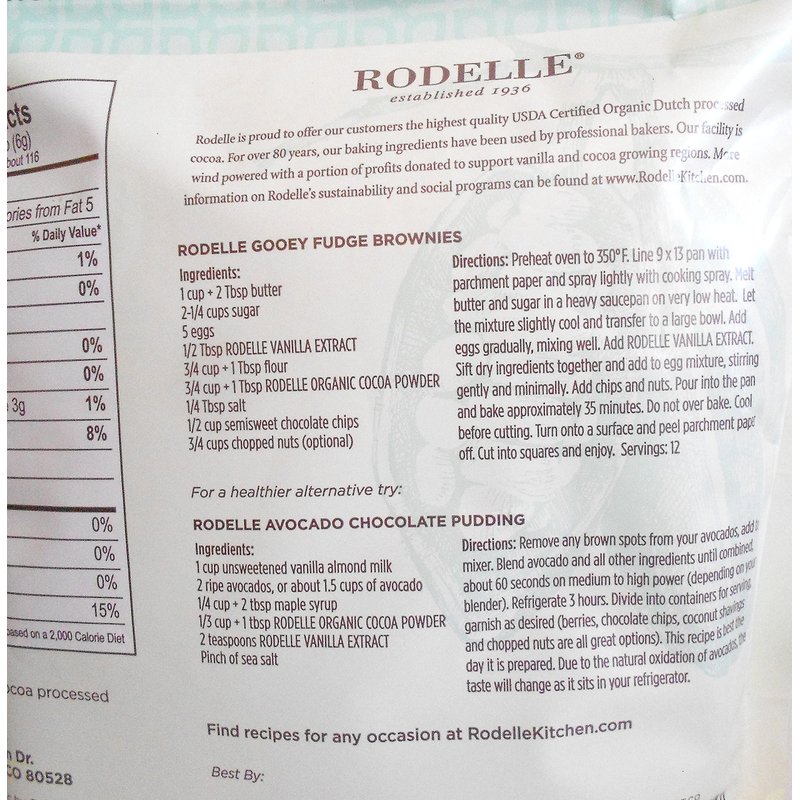 RODELLE®
established 1936
Rodelle is proud to offer our customers the highest quality USDA Certified Organic Dutch processed
cocoa. For over 80 years, our baking ingredients have been used by professional bakers. Our facility is
wind powered with a portion of profits donated to support vanilla and cocoa growing regions. More
information on Rodelle's sustainability and social programs can be found at www.RodelleKitchen.com.
cts
(6g)
bout 116
ories from Fat 5
% Daily Value*
1%
0%
0%
0%
3g 1%
8%
0%
0%
0%
15%
based on a 2,000 Calorie Diet
ocoa processed
n Dr.
CO 80528
RODELLE GOOEY FUDGE BROWNIES
Ingredients:
1 cup + 2 Tbsp butter
2-1/4 cups sugar
5 eggs
1/2 Tbsp RODELLE VANILLA EXTRACT
3/4 cup + 1 Tbsp flour
3/4 cup + 1 Tbsp RODELLE ORGANIC COCOA POWDER
1/4 Tbsp salt
1/2 cup semisweet chocolate chips
3/4 cups chopped nuts (optional)
Directions: Preheat oven to 350°F. Line 9 x 13 pan with
parchment paper and spray lightly with cooking spray. Melt
butter and sugar in a heavy saucepan on very low heat. Let
the mixture slightly cool and transfer to a large bowl. Add
eggs gradually, mixing well. Add RODELLE VANILLA EXTRACT.
Sift dry ingredients together and add to egg mixture, stirring
gently and minimally. Add chips and nuts. Pour into the pan
and bake approximately 35 minutes. Do not over bake. Cool
before cutting. Turn onto a surface and peel parchment pape
off. Cut into squares and enjoy. Servings: 12
For a healthier alternative try:
RODELLE AVOCADO CHOCOLATE PUDDING
Ingredients:
1 cup unsweetened vanilla almond milk
2 ripe avocados, or about 1.5 cups of avocado
1/4 cup + 2 tbsp maple syrup
1/3 cup + 1 tbsp RODELLE ORGANIC COCOA POWDER
2 teaspoons RODELLE VANILLA EXTRACT
Pinch of sea salt
Directions: Remove any brown spots from your avocados, add
mixer. Blend avocado and all other ingredients until combined,
about 60 seconds on medium to high power (depending on your
blender). Refrigerate 3 hours. Divide into containers for serving,
garnish as desired (berries, chocolate chips, coconut shavings
and chopped nuts are all great options). This recipe is best the
day it is prepared. Due to the natural oxidation of avocados, the
taste will change as it sits in your refrigerator.
Find recipes for any occasion at RodelleKitchen.com
Best By: